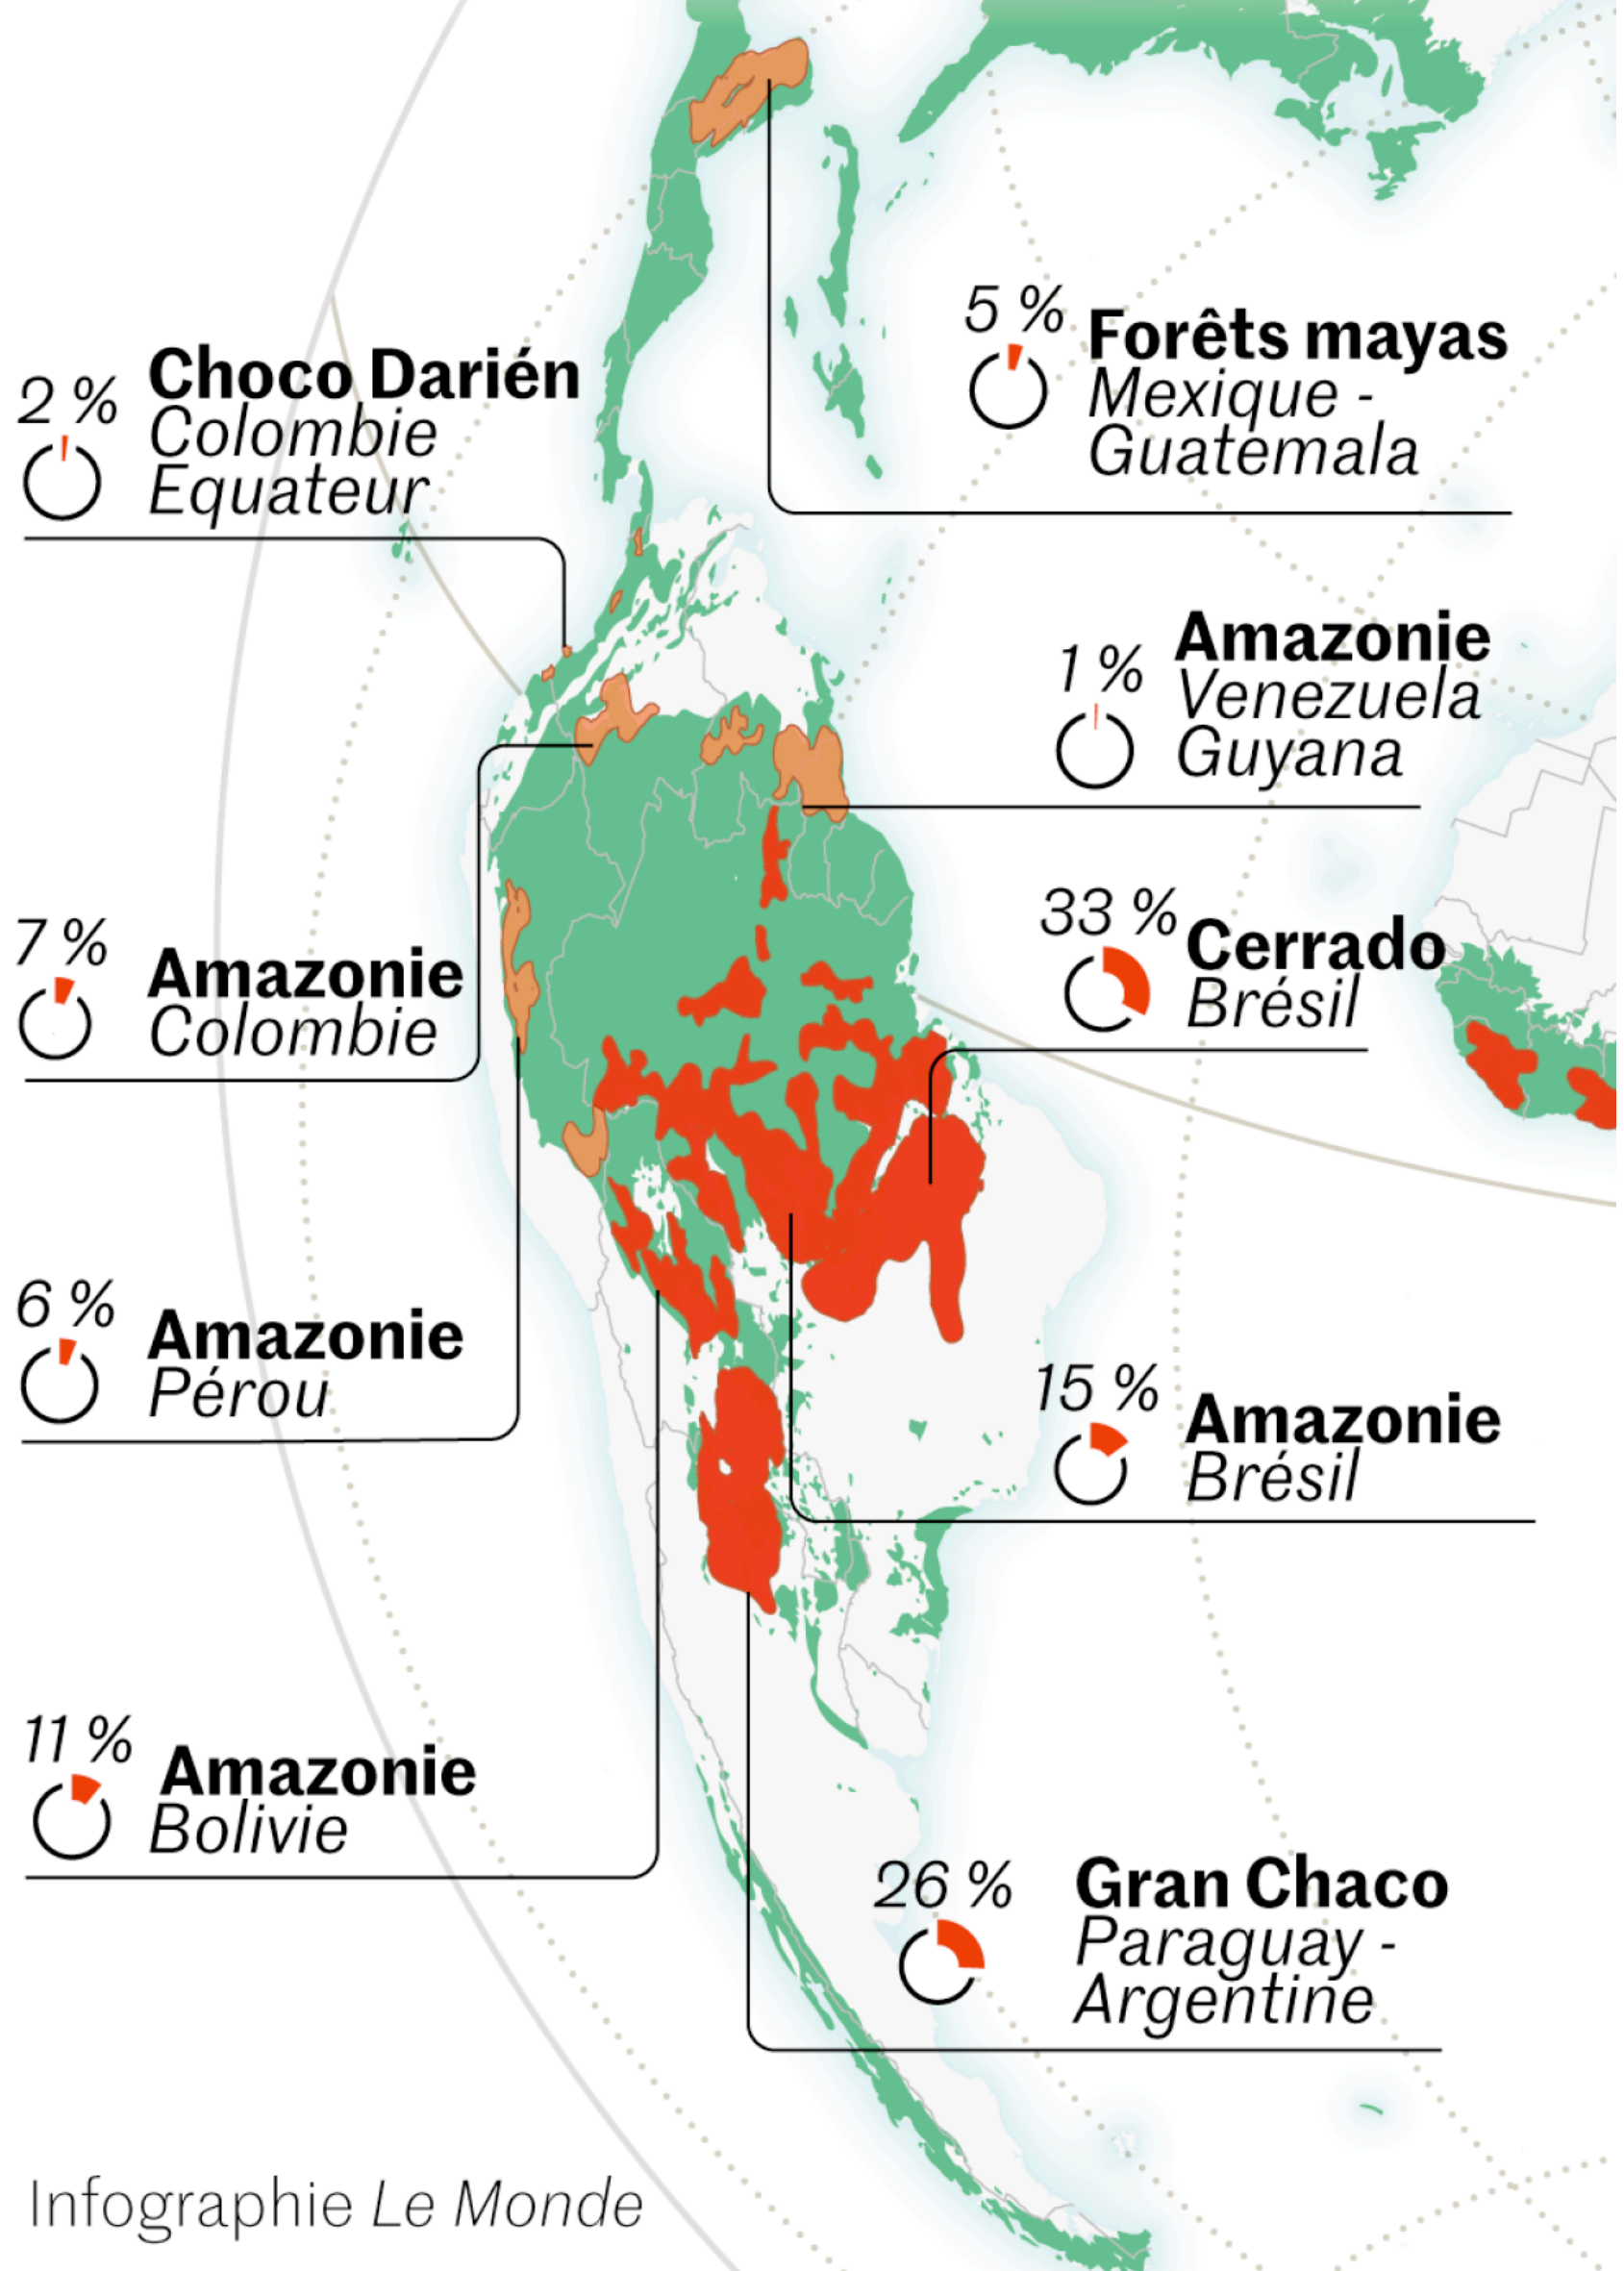 5 %
Forêts mayas
Mexique -
Guatemala
2 %
Choco Darién
Colombie
Equateur
1 %
Amazonie
Venezuela
Guyana
33 %
Cerrado
Brésil
7 %
Amazonie
Colombie
6 %
Amazonie
Pérou
15 %
Amazonie
Brésil
11 %
Amazonie
Bolivie
26 %
Gran Chaco
Paraguay -
Argentine
Infographie Le Monde